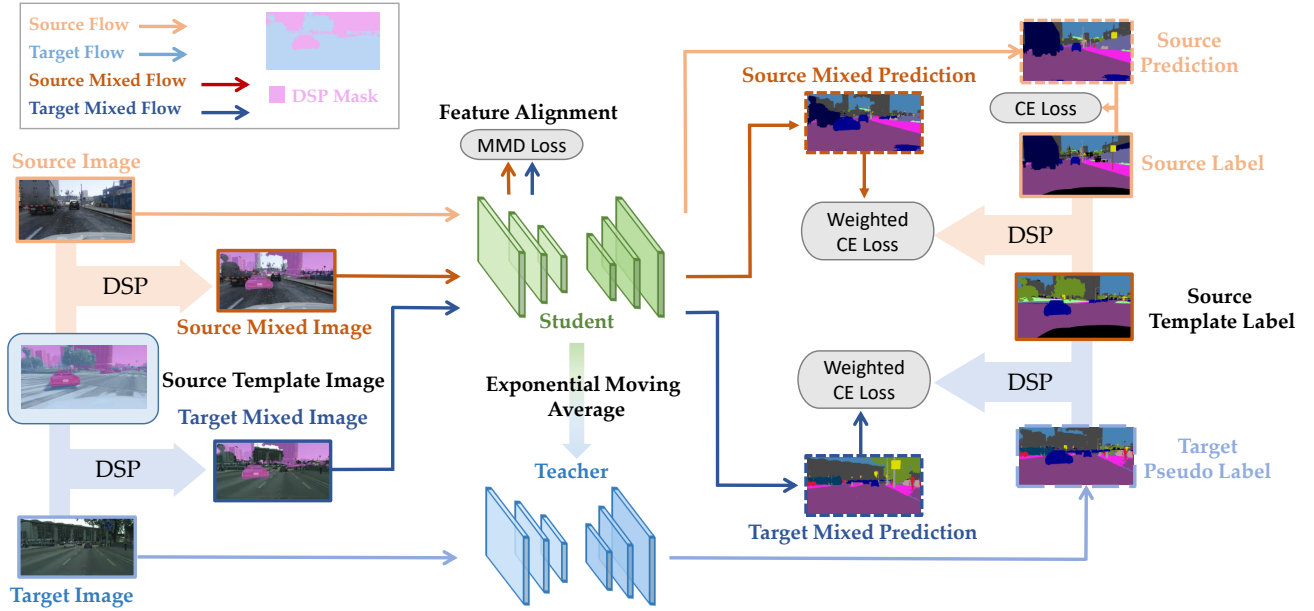 Source Flow
Target Flow
Source Mixed Flow
Target Mixed Flow
DSP Mask
Source Image
DSP
Source Mixed Image
Source Template Image
Target Mixed Image
DSP
Target Image
Feature Alignment
MMD Loss
Student
Exponential Moving
Average
Teacher
Source Mixed Prediction
Weighted
CE Loss
Weighted
CE Loss
Target Mixed Prediction
Source
Prediction
CE Loss
Source Label
DSP
Source
Template Label
DSP
Target
Pseudo Label